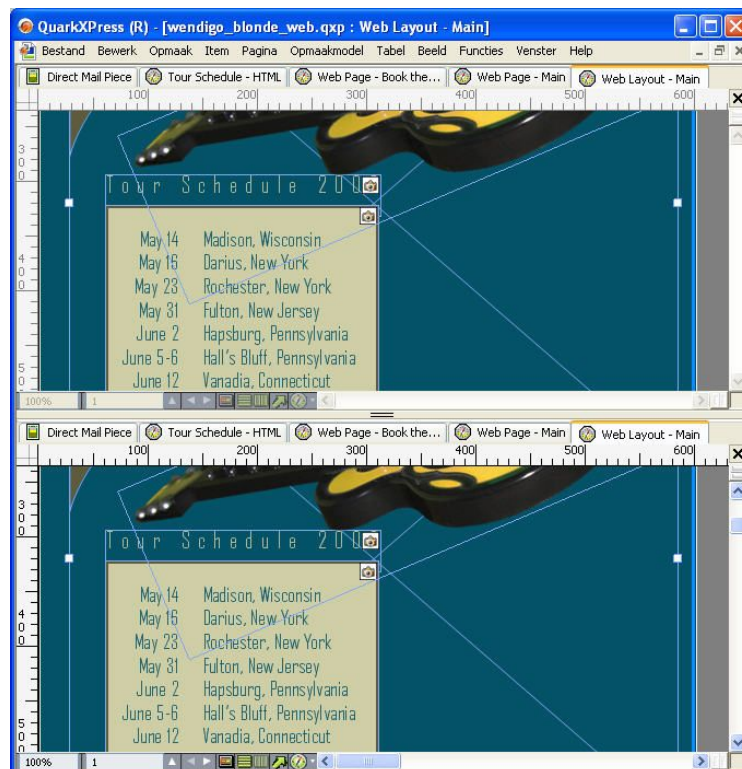 QuarkXPress (R) - [wendigo_blonde_web.qxp : Web Layout - Main]
Bestand Bewerk Opmaak Item Pagina Opmaakmodel Tabel Beeld Functies Venster Help
Direct Mail Piece Tour Schedule - HTML Web Page - Book the... Web Page - Main Web Layout - Main
100 200 300 400 500 600
300
Tour Schedule 200
May 14 Madison, Wisconsin
May 16 Darius, New York
400
May 23 Rochester, New York
May 31 Fulton, New Jersey
June 2 Hapsburg, Pennsylvania
June 5-6 Hall's Bluff, Pennsylvania
June 12 Vanadia, Connecticut
100% 1
Direct Mail Piece Tour Schedule - HTML Web Page - Book the... Web Page - Main Web Layout - Main
100 200 300 400 500 600
300
Tour Schedule 200
May 14 Madison, Wisconsin
May 16 Darius, New York
400
May 23 Rochester, New York
May 31 Fulton, New Jersey
June 2 Hapsburg, Pennsylvania
June 5-6 Hall's Bluff, Pennsylvania
500
June 12 Vanadia, Connecticut
100% 1